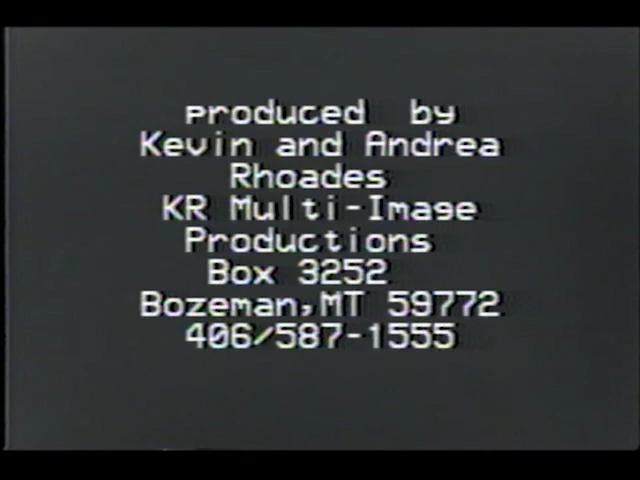 produced by
Kevin and Andrea
Rhoades
KR Multi-Image
Productions
Box 3252
Bozeman,MT 59772
406/587-1555